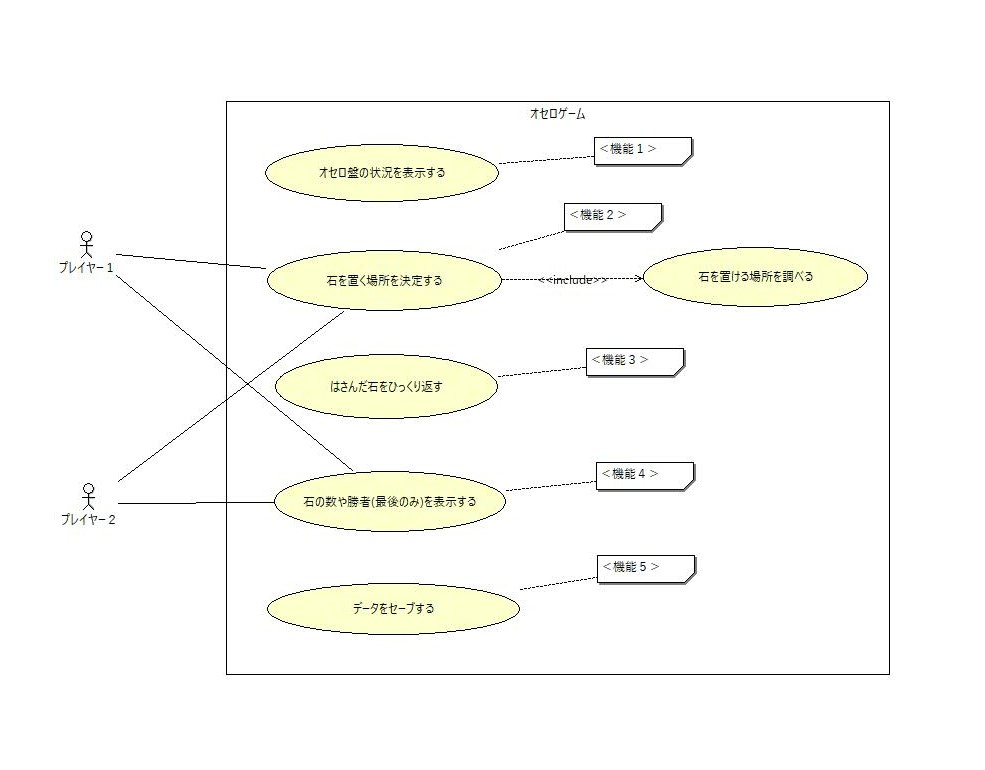 オセロゲーム
＜機能１＞
オセロ盤の状況を表示する
＜機能２＞
プレイヤー１
石を置く場所を決定する
<<include>>
石を置ける場所を調べる
＜機能３＞
はさんだ石をひっくり返す
＜機能４＞
石の数や勝者(最後のみ)を表示する
プレイヤー２
＜機能５＞
データをセーブする